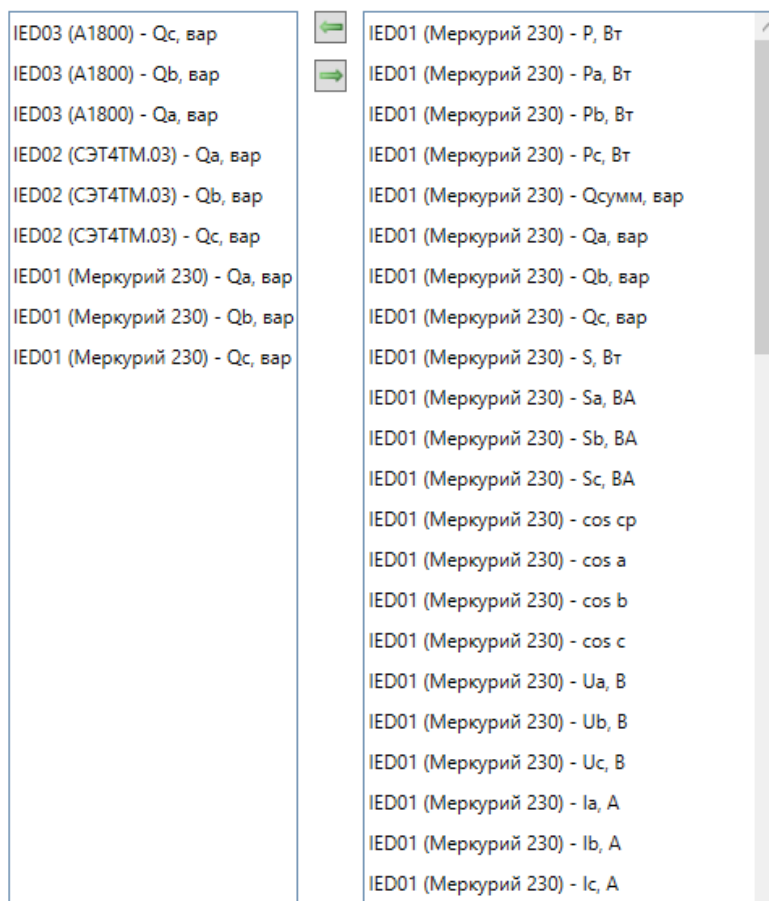 IED03 (A1800) - Qc, вар
IED03 (A1800) - Qb, вар
IED03 (A1800) - Qa, вар
IED02 (СЭТ4ТМ.03) - Qa, вар
IED02 (СЭТ4ТМ.03) - Qb, вар
IED02 (СЭТ4ТМ.03) - Qc, вар
IED01 (Меркурий 230) - Qa, вар
IED01 (Меркурий 230) - Qb, вар
IED01 (Меркурий 230) - Qc, вар
IED01 (Меркурий 230) - P, Вт
IED01 (Меркурий 230) - Pa, Вт
IED01 (Меркурий 230) - Pb, Вт
IED01 (Меркурий 230) - Pc, Вт
IED01 (Меркурий 230) - Qсумм, вар
IED01 (Меркурий 230) - Qa, вар
IED01 (Меркурий 230) - Qb, вар
IED01 (Меркурий 230) - Qc, вар
IED01 (Меркурий 230) - S, Вт
IED01 (Меркурий 230) - Sa, ВА
IED01 (Меркурий 230) - Sb, ВА
IED01 (Меркурий 230) - Sc, ВА
IED01 (Меркурий 230) - cos ср
IED01 (Меркурий 230) - cos a
IED01 (Меркурий 230) - cos b
IED01 (Меркурий 230) - cos c
IED01 (Меркурий 230) - Ua, В
IED01 (Меркурий 230) - Ub, В
IED01 (Меркурий 230) - Uc, В
IED01 (Меркурий 230) - Ia, А
IED01 (Меркурий 230) - Ib, А
IED01 (Меркурий 230) - Ic, А